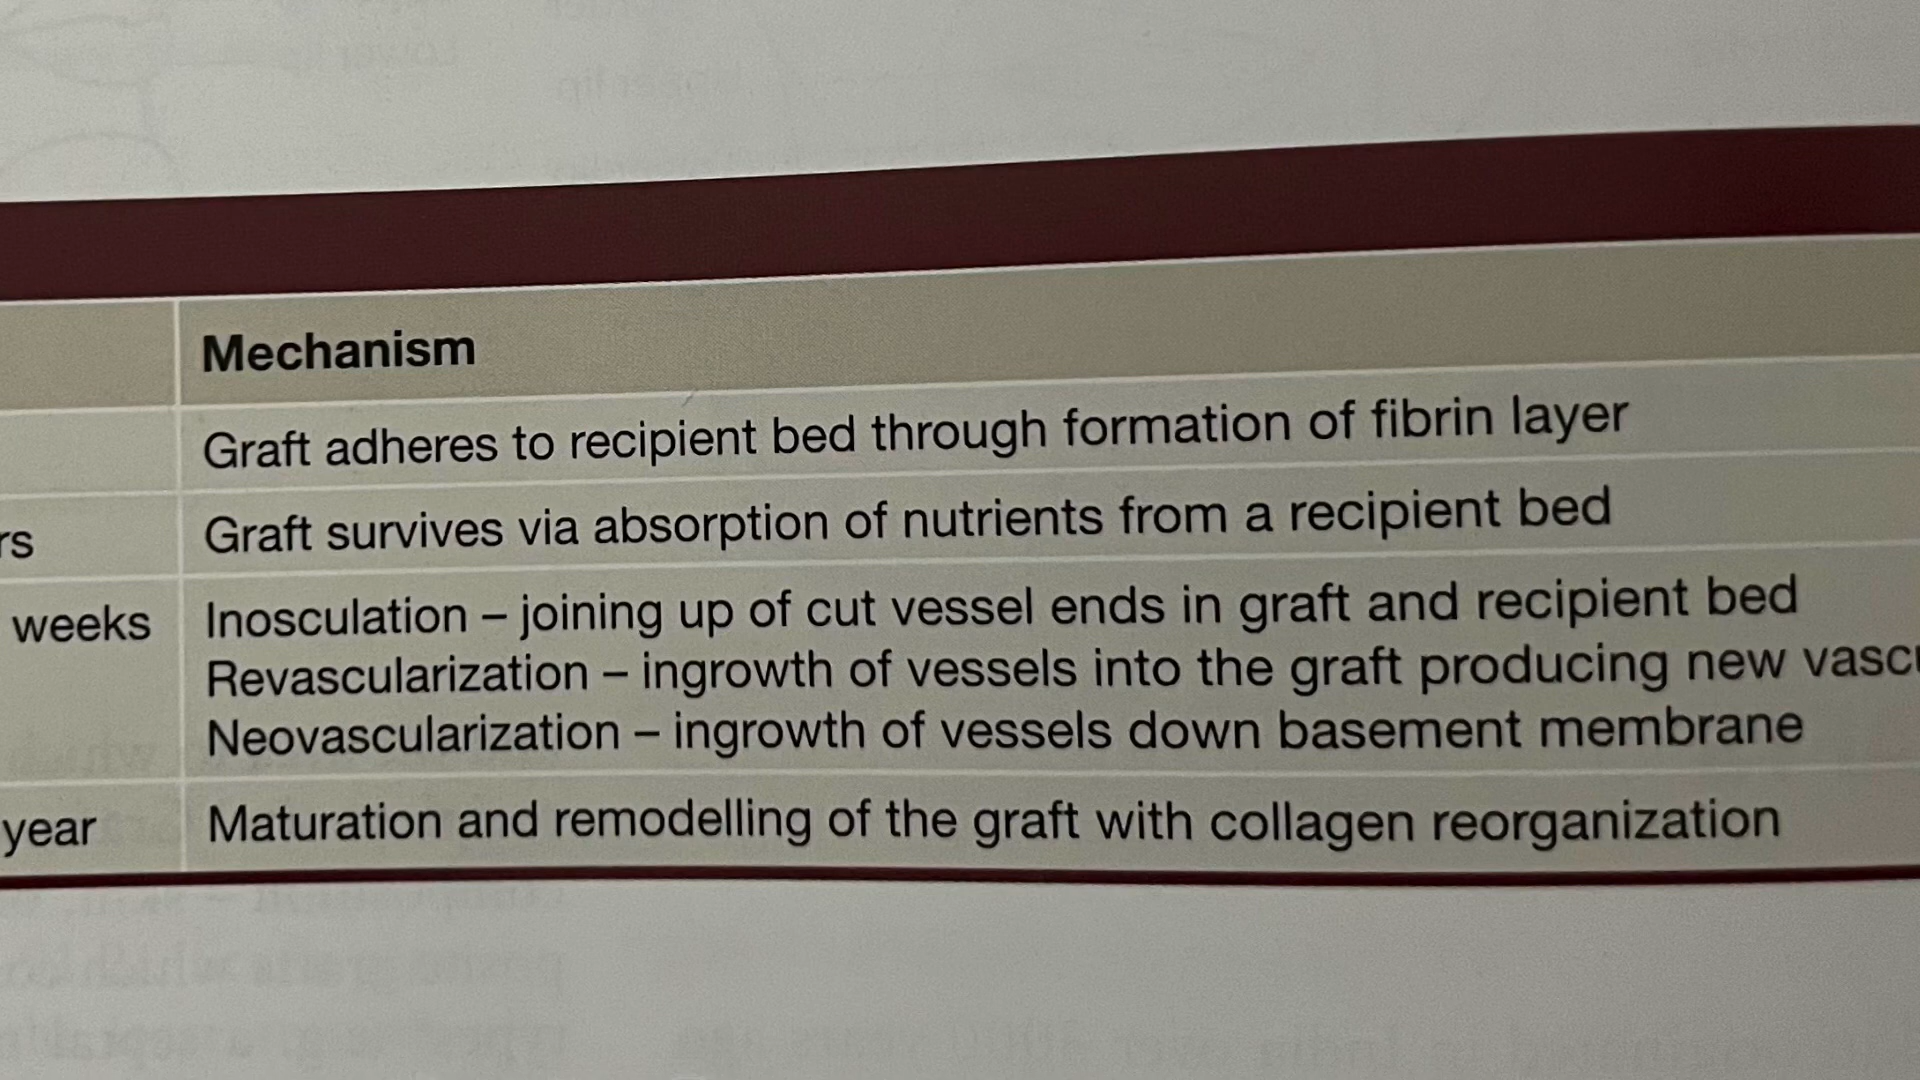 Mechanism
Graft adheres to recipient bed through formation of fibrin layer
rs
Graft survives via absorption of nutrients from a recipient bed
weeks
Inosculation – joining up of cut vessel ends in graft and recipient bed
Revascularization – ingrowth of vessels into the graft producing new vascu
Neovascularization – ingrowth of vessels down basement membrane
year
Maturation and remodelling of the graft with collagen reorganization